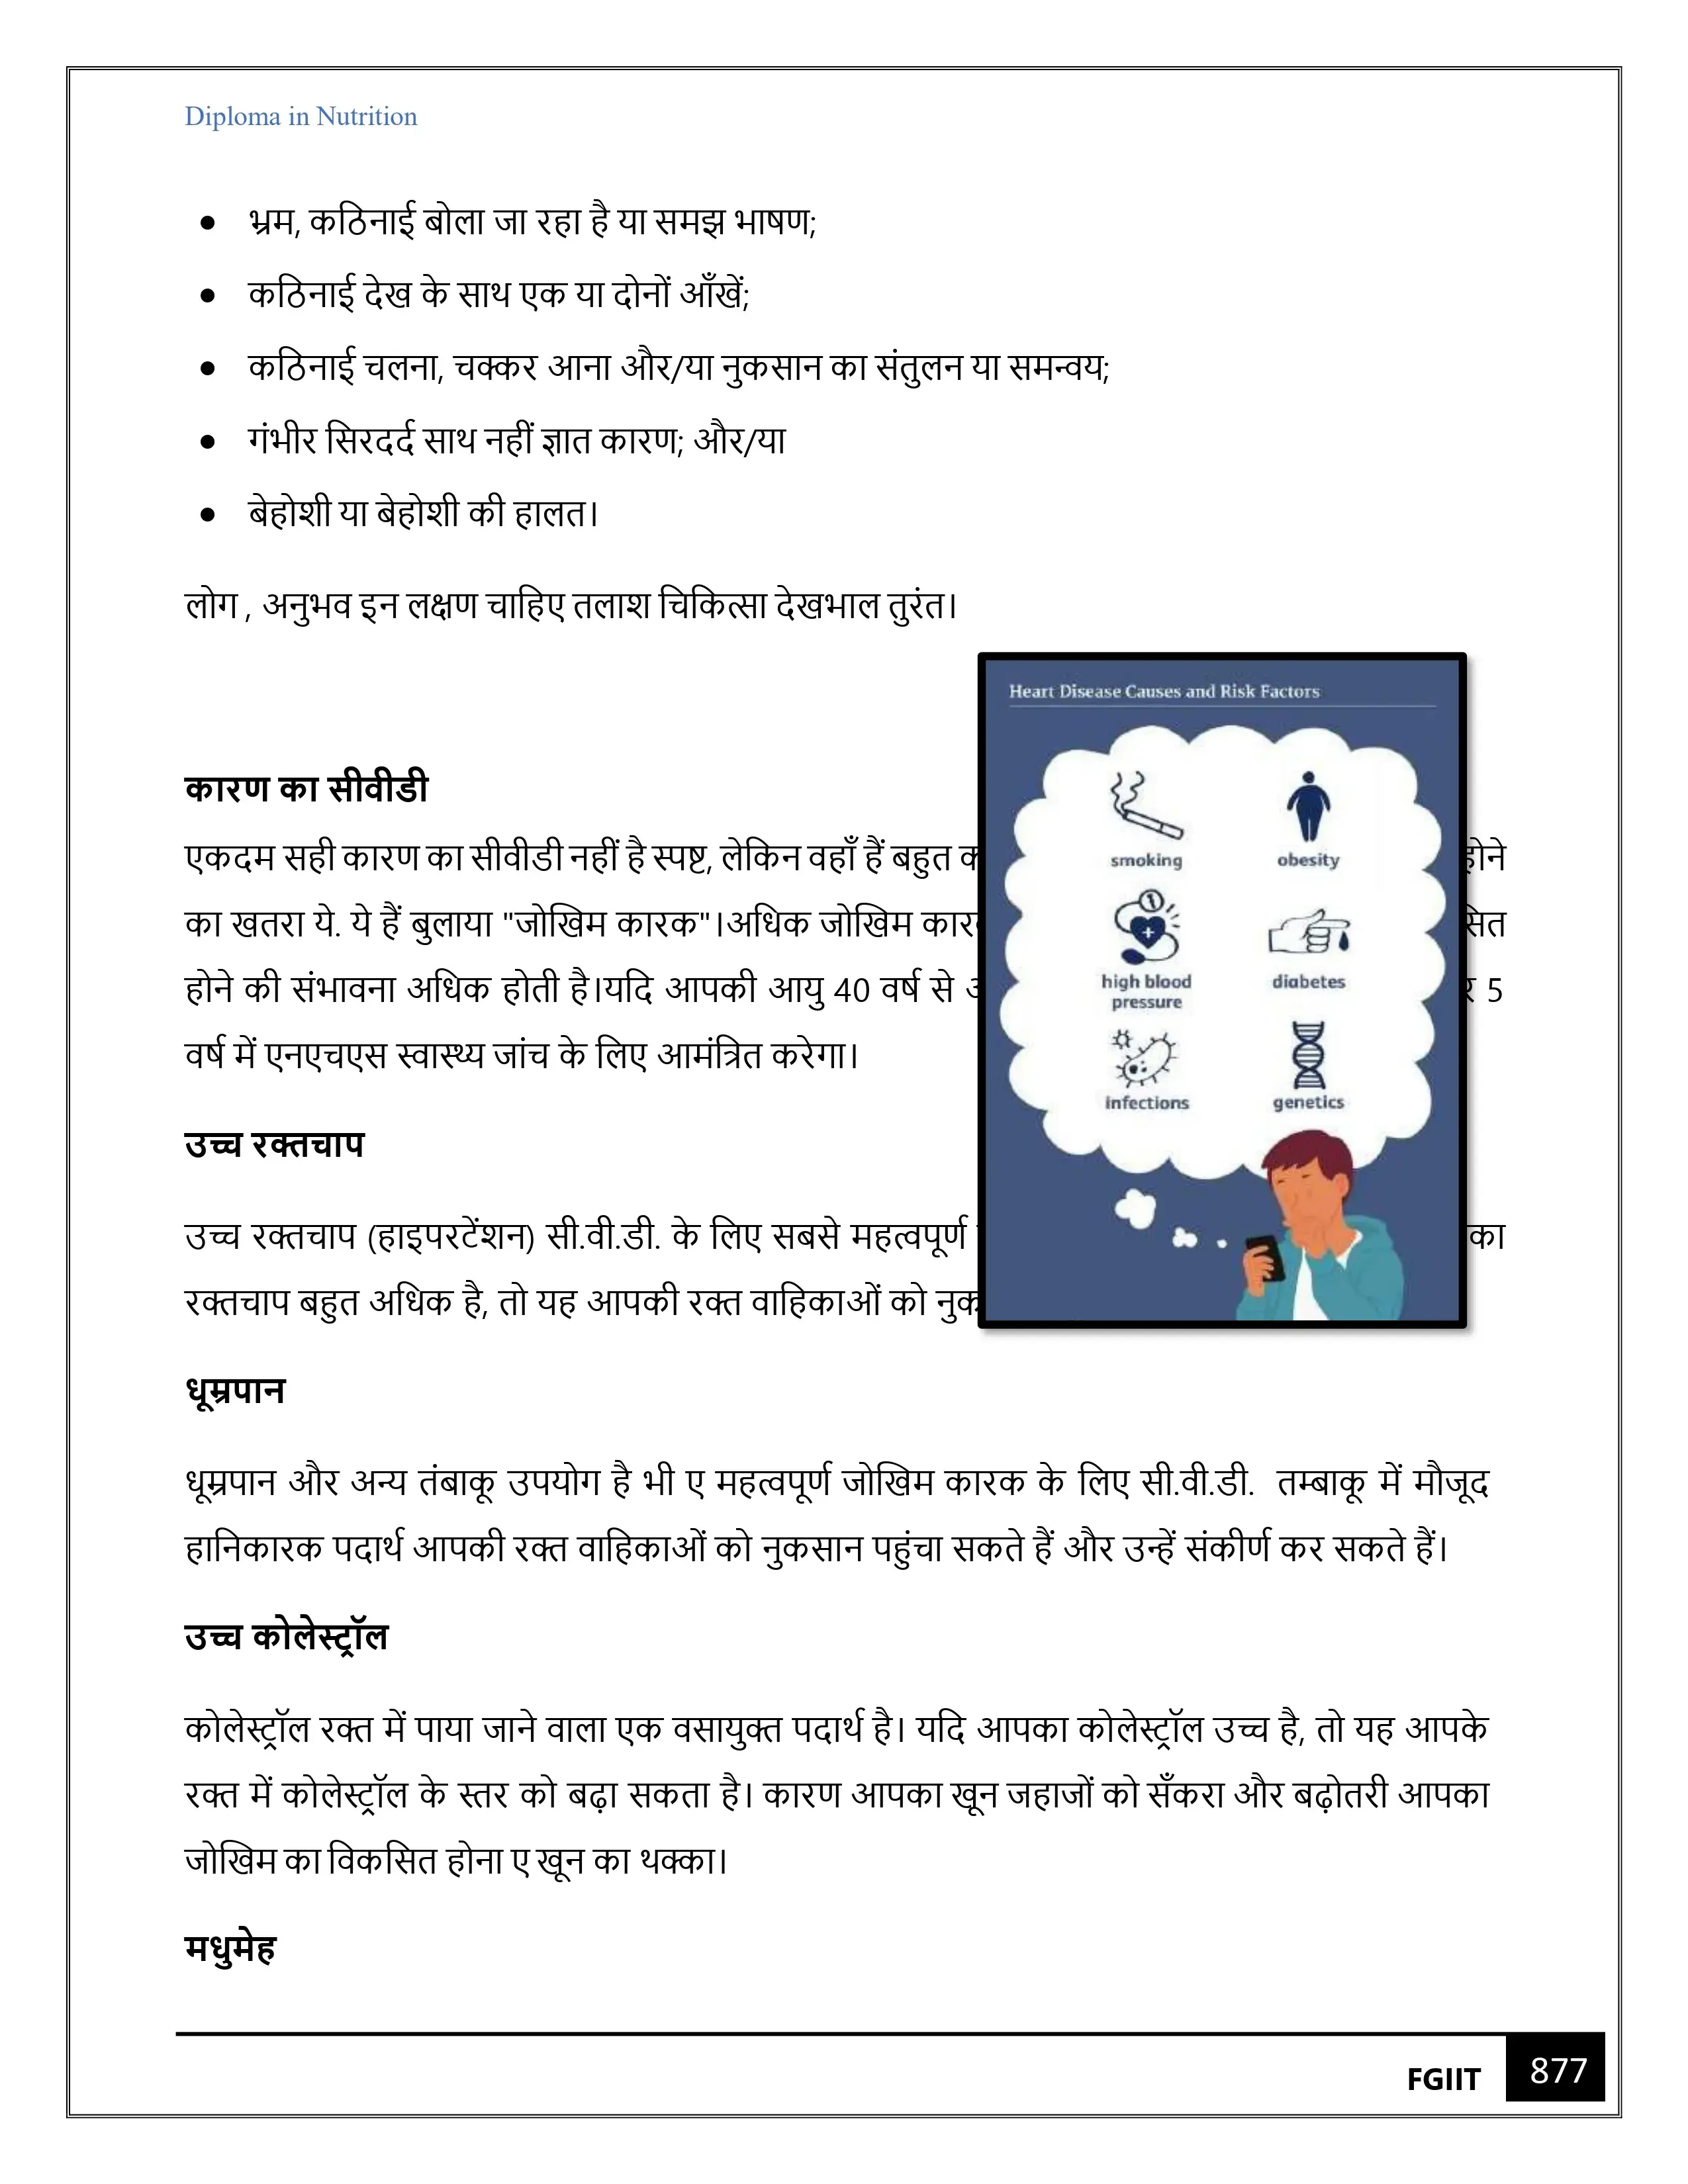 Diploma in Nutrition
• भ्रम, कठिनाई बोला जा रहा है या समझ भाषण;
• कठिनाई देख के साथ एक या दोनों आँखें;
• कठिनाई चलना, चक्कर आना और/या नुकसान का संतुलन या समन्वय;
• गंभीर सिरदर्द साथ नहीं ज्ञात कारण; और/या
• बेहोशी या बेहोशी की हालत।
लोग , अनुभव इन लक्षण चाहिए तलाश चिकित्सा देखभाल तुरंत।
कारण का सीवीडी
एकदम सही कारण का सीवीडी नहीं है स्पष्ट, लेकिन वहाँ हैं बहुत होने
का खतरा ये. ये हैं बुलाया "जोखिम कारक"।अधिक जोखिम
होने की संभावना अधिक होती है।यदि आपकी आयु 40 वर्ष से 5
वर्ष में एनएचएस स्वास्थ्य जांच के लिए आमंत्रित करेगा।
Heart Disease Causes and Risk Factors
smoking obesity
high blood pressure diabetes
infections genetics
उच्च रक्तचाप
उच्च रक्तचाप (हाइपरटेंशन) सी.वी.डी. के लिए सबसे महत्वपूर्ण का
रक्तचाप बहुत अधिक है, तो यह आपकी रक्त वाहिकाओं को
धूम्रपान
धूम्रपान और अन्य तंबाकू उपयोग है भी ए महत्वपूर्ण जोखिम कारक के लिए सी.वी.डी. तम्बाकू में मौजूद
हानिकारक पदार्थ आपकी रक्त वाहिकाओं को नुकसान पहुंचा सकते हैं और उन्हें संकीर्ण कर सकते हैं।
उच्च कोलेस्ट्रॉल
कोलेस्ट्रॉल रक्त में पाया जाने वाला एक वसायुक्त पदार्थ है। यदि आपका कोलेस्ट्रॉल उच्च है, तो यह आपके
रक्त में कोलेस्ट्रॉल के स्तर को बढ़ा सकता है। कारण आपका खून जहाजों को सँकरा और बढ़ोतरी आपका
जोखिम का विकसित होना ए खून का थक्का।
मधुमेह
FGIIT 877